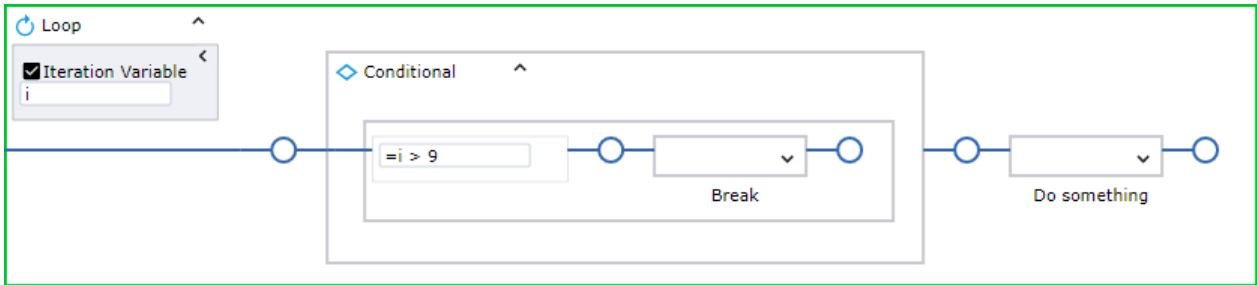 Loop
Iteration Variable
i
Conditional
=i > 9
Break
Do something